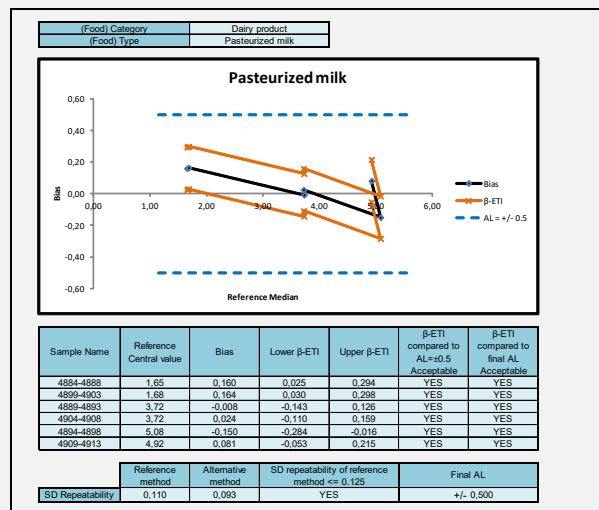 (Food) Category Dairy product
(Food) Type Pasteurized milk
Pasteurized milk
0,60
0,40
0,20
0,00
-0,20
-0,40
-0,60
0,00 1,00 2,00 3,00 4,00 5,00 6,00
Bias
Reference Median
Bias
β-ETI
AL = +/- 0.5
Sample Name Reference Central value Bias Lower β-ETI Upper β-ETI β-ETI compared to AL=±0.5 Acceptable β-ETI compared to final AL Acceptable
4884-4888 1,65 0,160 0,025 0,294 YES YES
4899-4903 1,68 0,164 0,030 0,298 YES YES
4889-4893 3,72 -0,008 -0,143 0,126 YES YES
4904-4908 3,72 0,024 -0,110 0,159 YES YES
4894-4898 5,08 -0,150 -0,284 -0,016 YES YES
4909-4913 4,92 0,081 -0,053 0,215 YES YES
Reference method Alternative method SD repeatability of reference method <= 0.125 Final AL
SD Repeatability 0,110 0,093 YES +/- 0,500